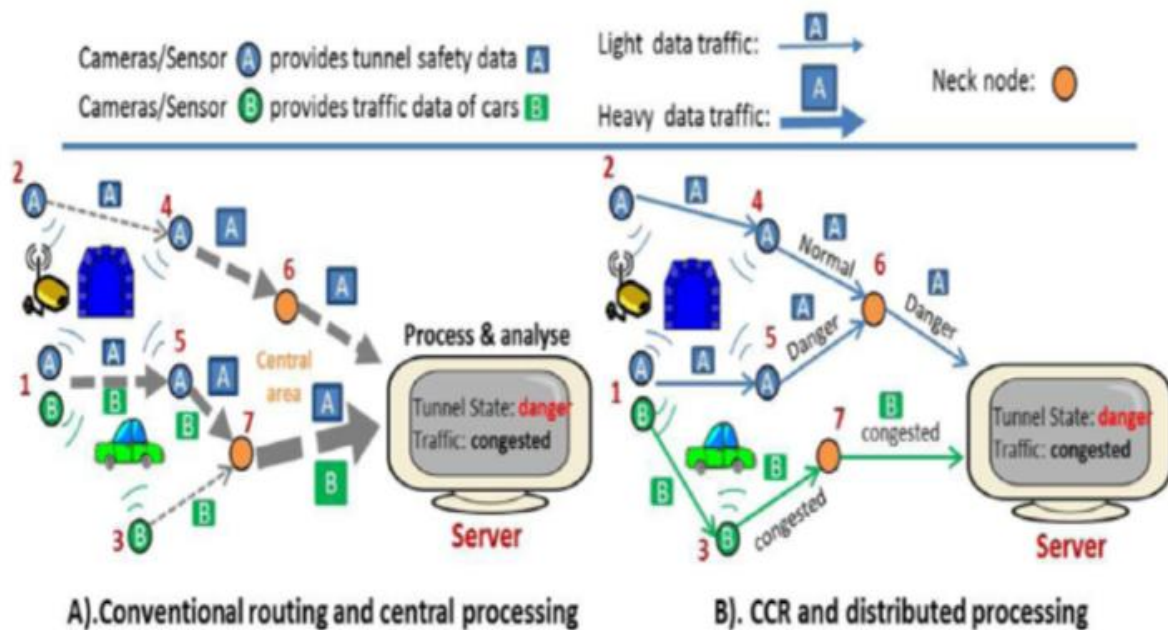 Cameras/Sensor A provides tunnel safety data A
Cameras/Sensor B provides traffic data of cars B
Light data traffic: A
Heavy data traffic: A
Neck node:
2
A
A
4
A
A
6
A
1
A
B
A
B
5
A
A
B
Central
area
7
A
B
3
B
B
Process & analyse
Tunnel State: danger
Traffic: congested
Server
A).Conventional routing and central processing
2
A
A
4
A
A
Normal
6
A
Danger
1
A
B
A
5
A
A
Danger
B
3
B
B
congested
7
B
congested
Tunnel State: danger
Traffic: congested
Server
B). CCR and distributed processing